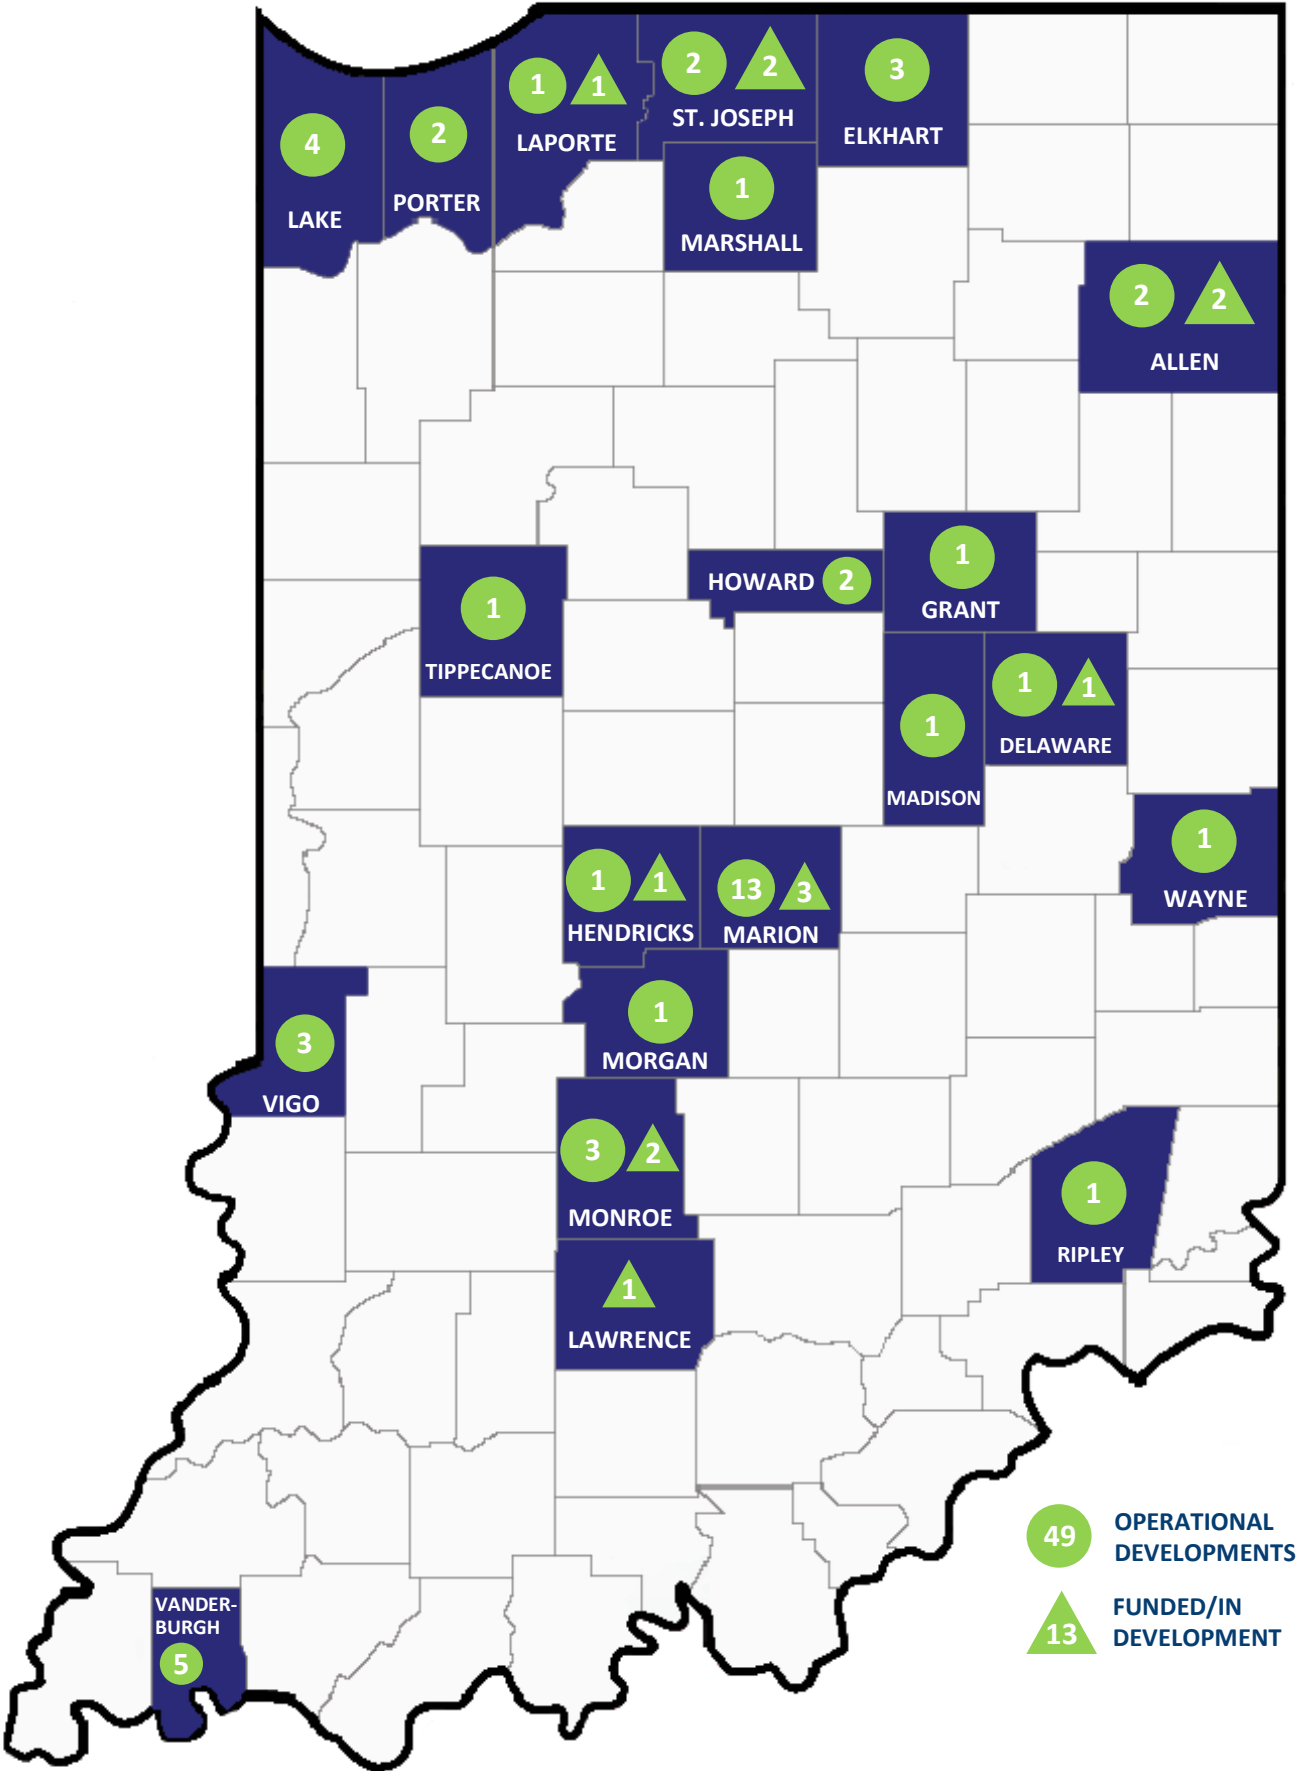 4
LAKE
2
PORTER
1 1
LAPORTE
2 2
ST. JOSEPH
3
ELKHART
1
MARSHALL
2 2
ALLEN
1
TIPPECANOE
HOWARD 2
1
GRANT
1
MADISON
1 1
DELAWARE
1
WAYNE
1 1
HENDRICKS
13 3
MARION
1
MORGAN
3
VIGO
3 2
MONROE
1
LAWRENCE
1
RIPLEY
VANDER-
BURGH
5
49
OPERATIONAL
DEVELOPMENTS
13
FUNDED/IN
DEVELOPMENT